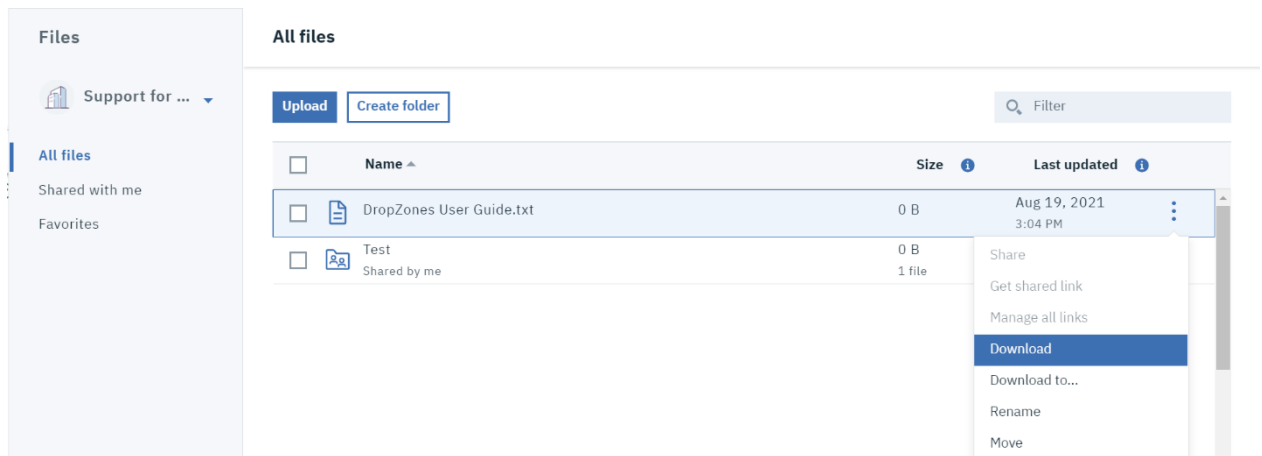 Files
Support for ...
All files
Shared with me
Favorites
All files
Upload
Create folder
Filter
Name
Size
Last updated
DropZones User Guide.txt
0 B
Aug 19, 2021
3:04 PM
Test
Shared by me
0 B
1 file
Share
Get shared link
Manage all links
Download
Download to...
Rename
Move